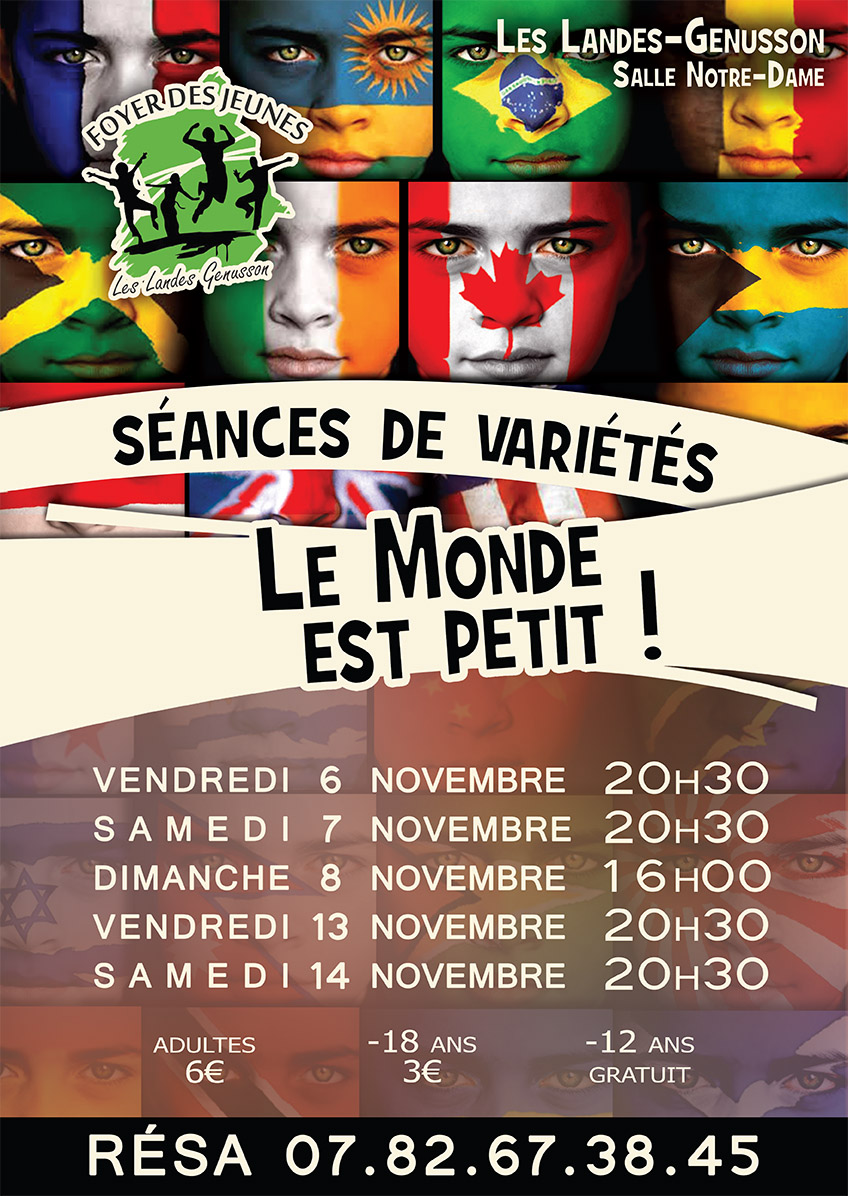 Les Landes-Genusson
Salle Notre-Dame
FOYER DES JEUNES
Les Landes Genusson
SÉANCES DE VARIÉTÉS
Le Monde
est petit !
VENDREDI 6 NOVEMBRE 20H30
SAMEDI 7 NOVEMBRE 20H30
DIMANCHE 8 NOVEMBRE 16H00
VENDREDI 13 NOVEMBRE 20H30
SAMEDI 14 NOVEMBRE 20H30
ADULTES -18 ANS -12 ANS
6€ 3€ GRATUIT
RÉSA 07.82.67.38.45